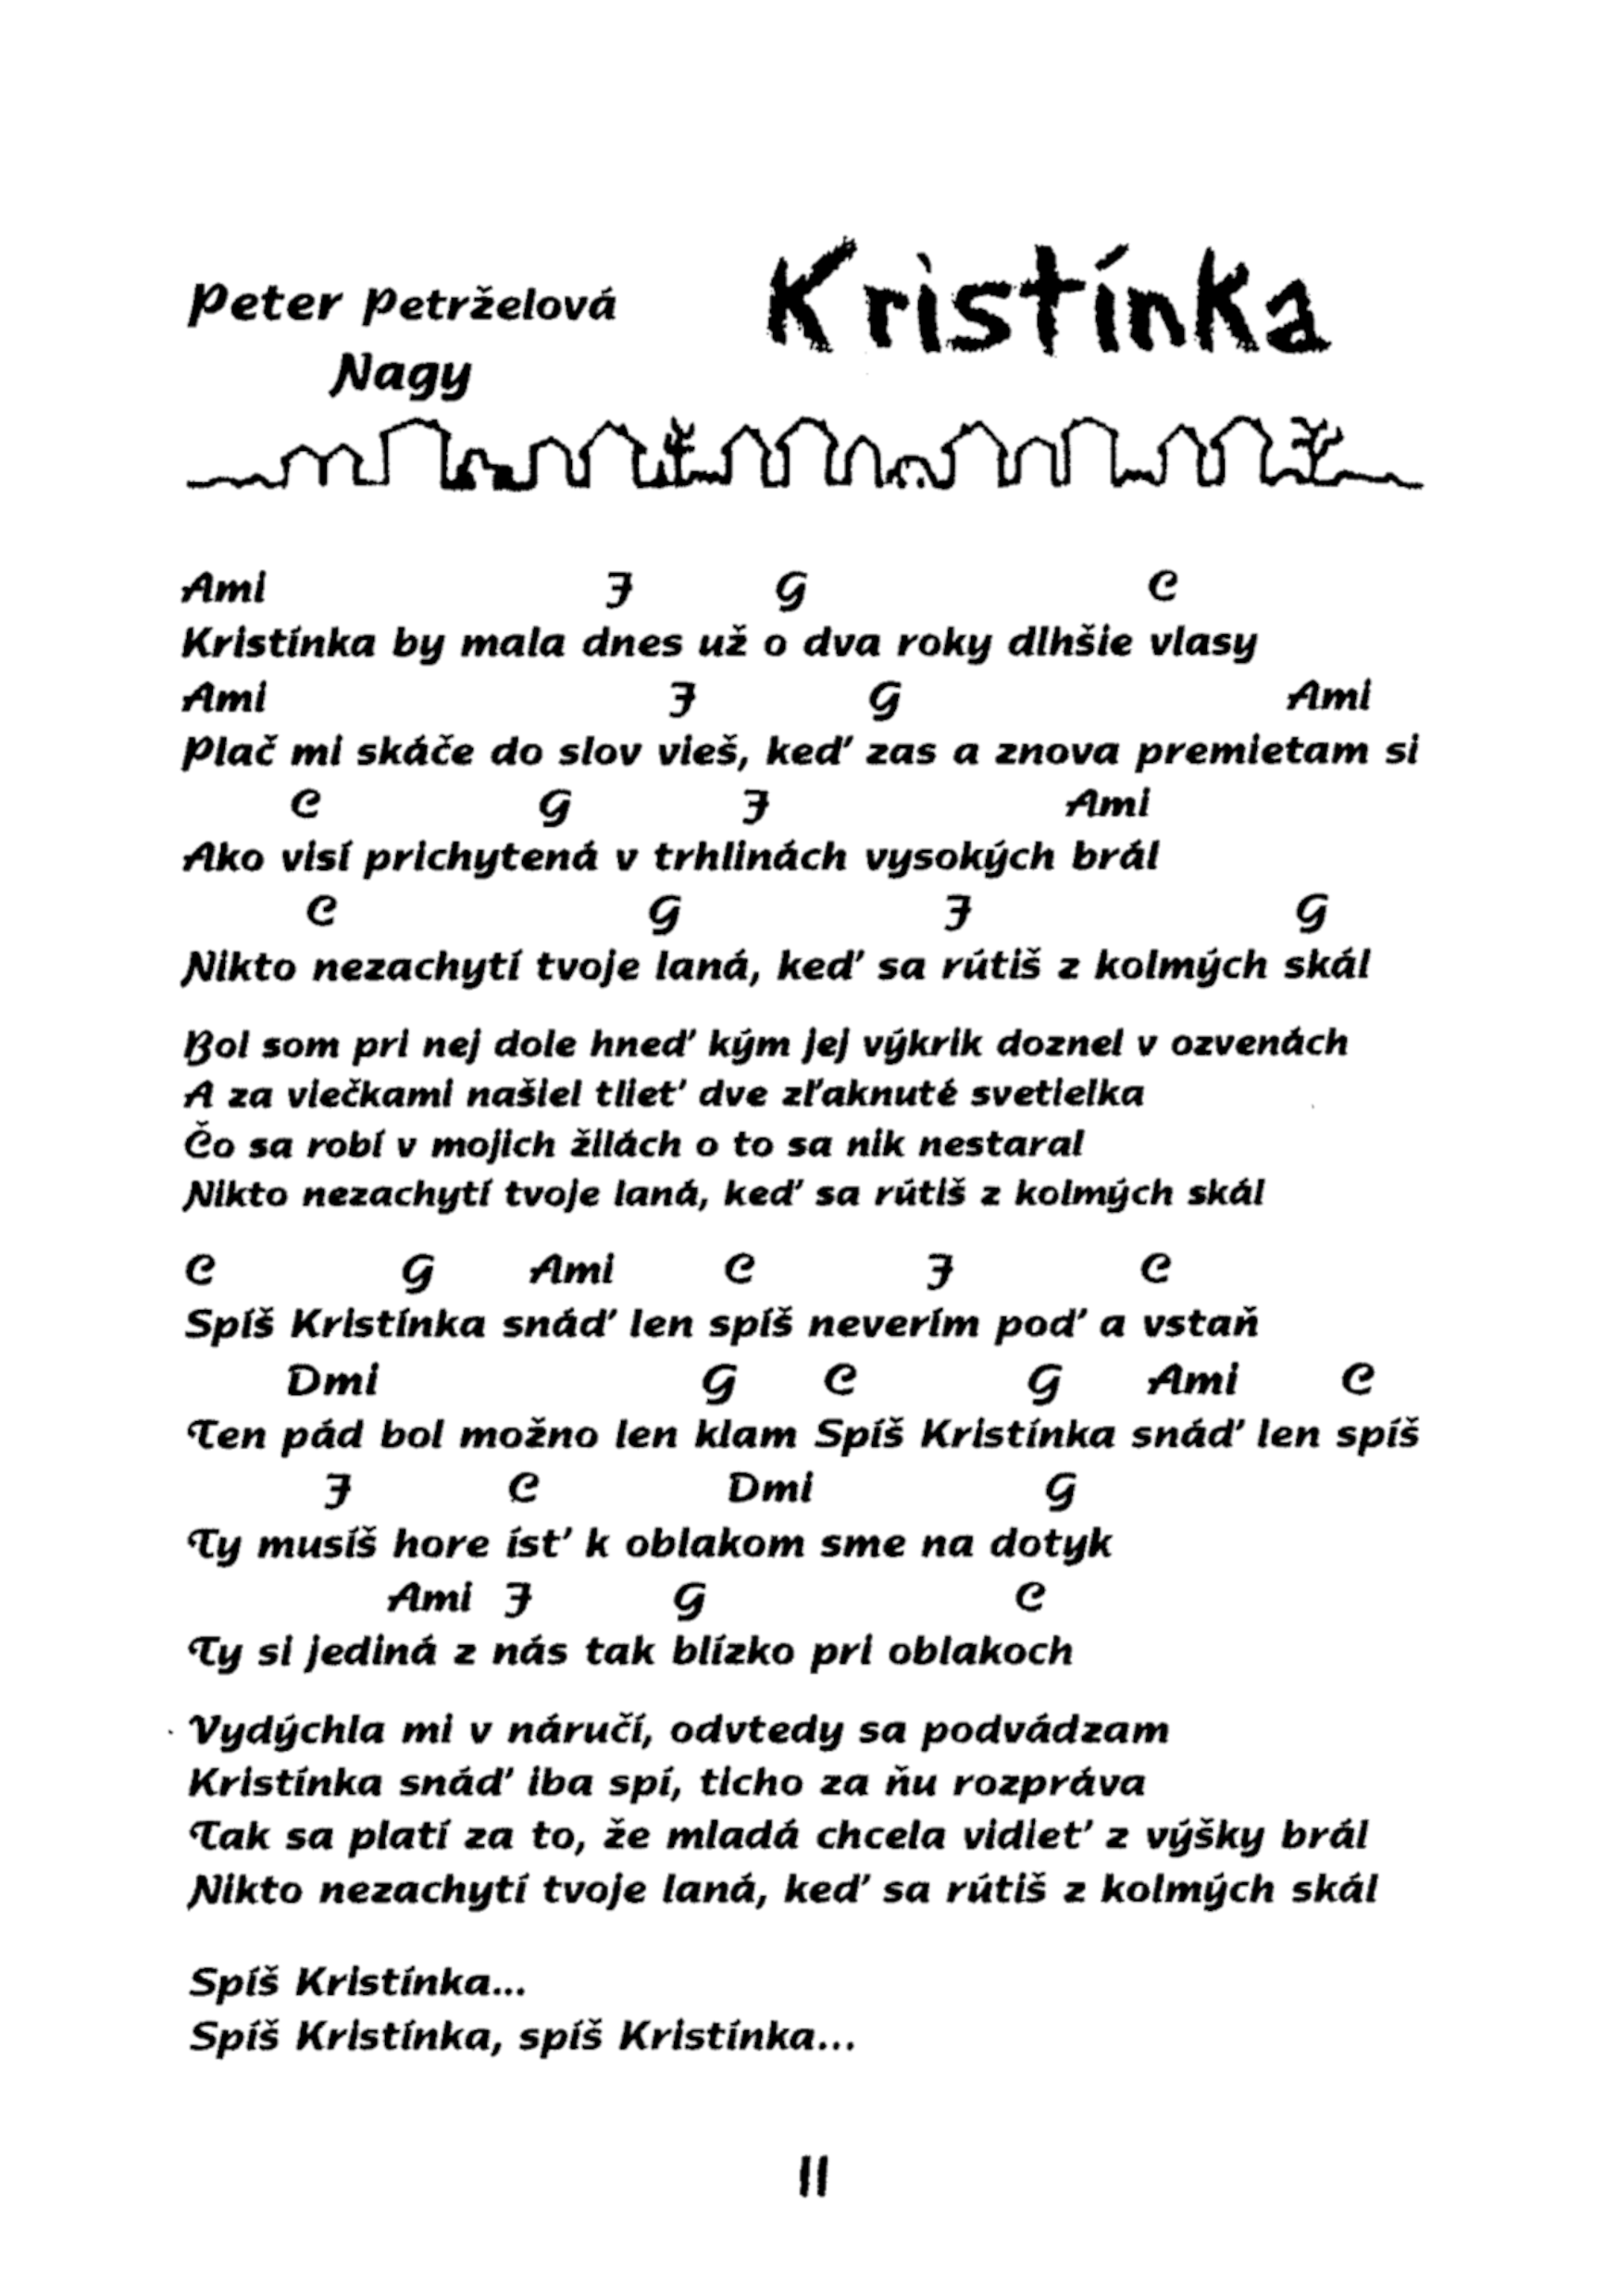 Peter Petrželová
Nagy
Kristínka
Ami F G C
Kristínka by mala dnes už o dva roky dlhšie vlasy
Ami F G Ami
Plač mi skáče do slov vieš, keď zas a znova premietam si
C G F Ami
Ako visí prichytená v trhlinách vysokých brál
C G F G
Nikto nezachytí tvoje laná, keď sa rútiš z kolmých skál
Bol som pri nej dole hneď kým jej výkrik doznel v ozvenách
A za viečkami našiel tlieť dve zľaknuté svetielka
Čo sa robí v mojich žilách o to sa nik nestaral
Nikto nezachytí tvoje laná, keď sa rútiš z kolmých skál
C G Ami C F C
Spíš Kristínka snáď len spíš neverím poď a vstaň
Dmi G C G Ami C
Ten pád bol možno len klam Spíš Kristínka snáď len spíš
F C Dmi G
Ty musíš hore ísť k oblakom sme na dotyk
Ami F G C
Ty si jediná z nás tak blízko pri oblakoch
Vydýchla mi v náručí, odvtedy sa podvádzam
Kristínka snáď iba spí, ticho za ňu rozpráva
Tak sa platí za to, že mladá chcela vidieť z výšky brál
Nikto nezachytí tvoje laná, keď sa rútiš z kolmých skál
Spíš Kristínka...
Spíš Kristínka, spíš Kristínka...
11